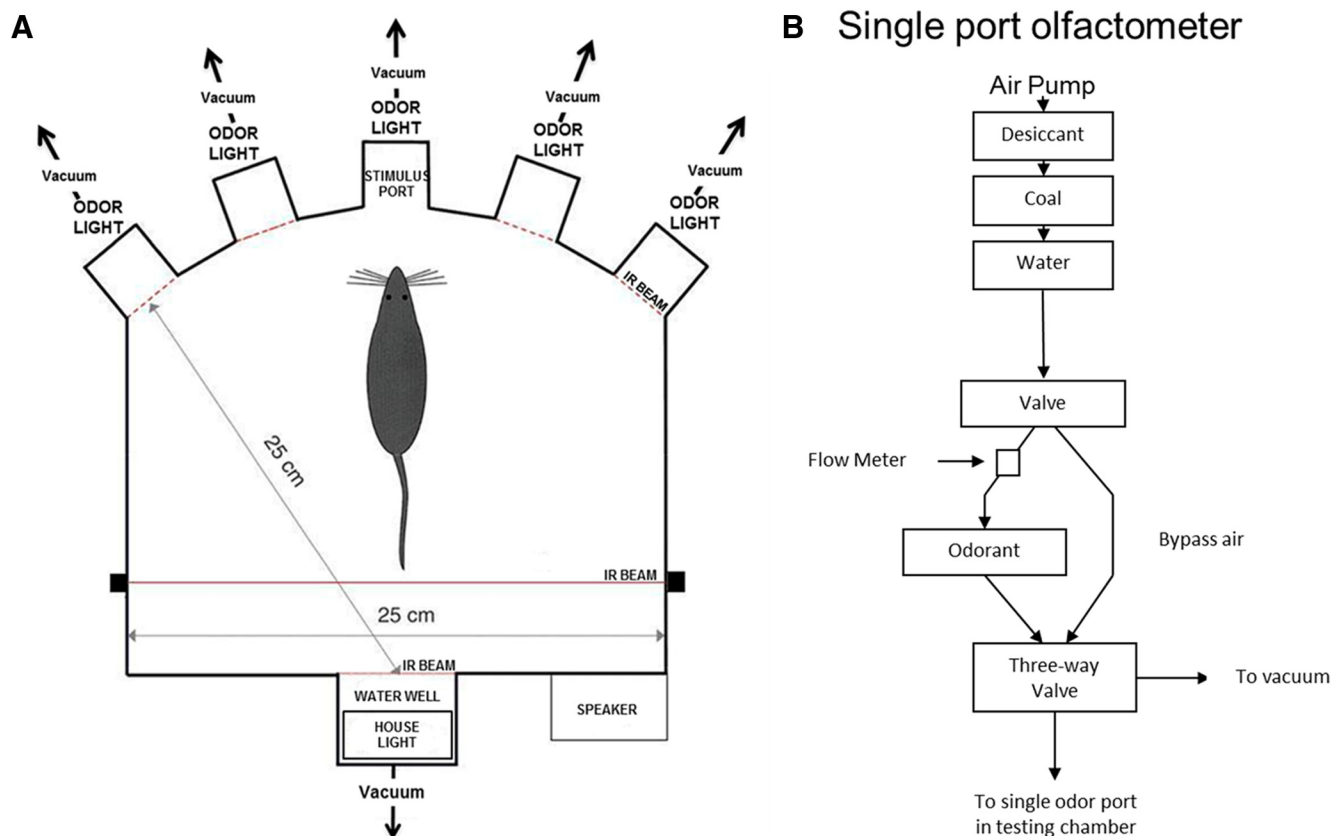 A
Vacuum
ODOR
LIGHT
Vacuum
ODOR
LIGHT
Vacuum
ODOR
LIGHT
Vacuum
ODOR
LIGHT
Vacuum
ODOR
LIGHT
STIMULUS
PORT
IR BEAM
25 cm
IR BEAM
25 cm
IR BEAM
WATER WELL
HOUSE
LIGHT
SPEAKER
Vacuum
B
Single port olfactometer
Air Pump
Desiccant
Coal
Water
Valve
Flow Meter
Odorant
Bypass air
Three-way
Valve
To vacuum
To single odor port
in testing chamber